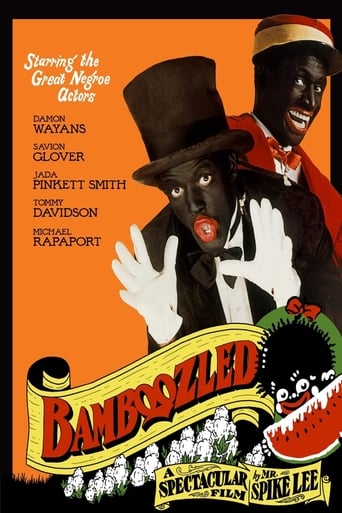 Starring the
Great Negroe
Actors
DAMON
WAYANS
SAVION
GLOVER
JADA
PINKETT SMITH
TOMMY
DAVIDSON
MICHAEL
RAPAPORT
BAMBOOZLED
A
SPECTACULAR
FILM
by MR.
SPIKE LEE